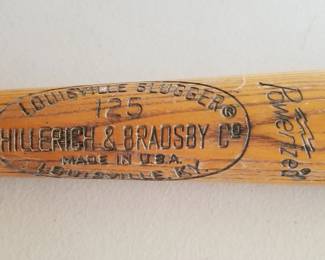 LOUISVILLE SLUGGER®
125
HILLERICH & BRADSBY Cº
MADE IN U.S.A.
LOUISVILLE, KY.
Powerized